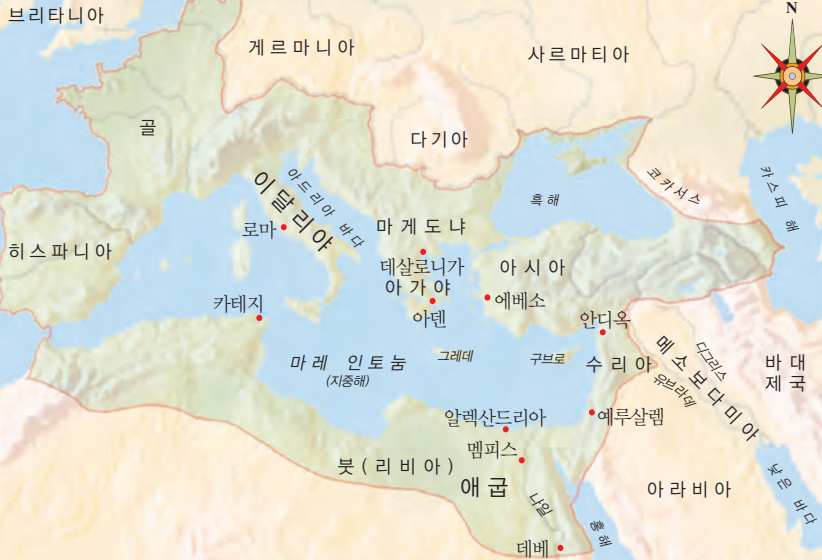 브리타니아
N
게르마니아
사르마티아
골
다기아
이달리아
아드리아 바다
흑해
코카서스
카스피 해
히스파니아
로마
마게도냐
데살로니가
아시아
아가야
카테지
아덴
에베소
안디옥
마레 인토눔
(지중해)
그레데
구브로
수리아
메소보다미아
디그리스
유브라데
바대
제국
알렉산드리아
예루살렘
멤피스
붓(리비아)
애굽
나일
아라비아
낮은 바다
홍해
데베